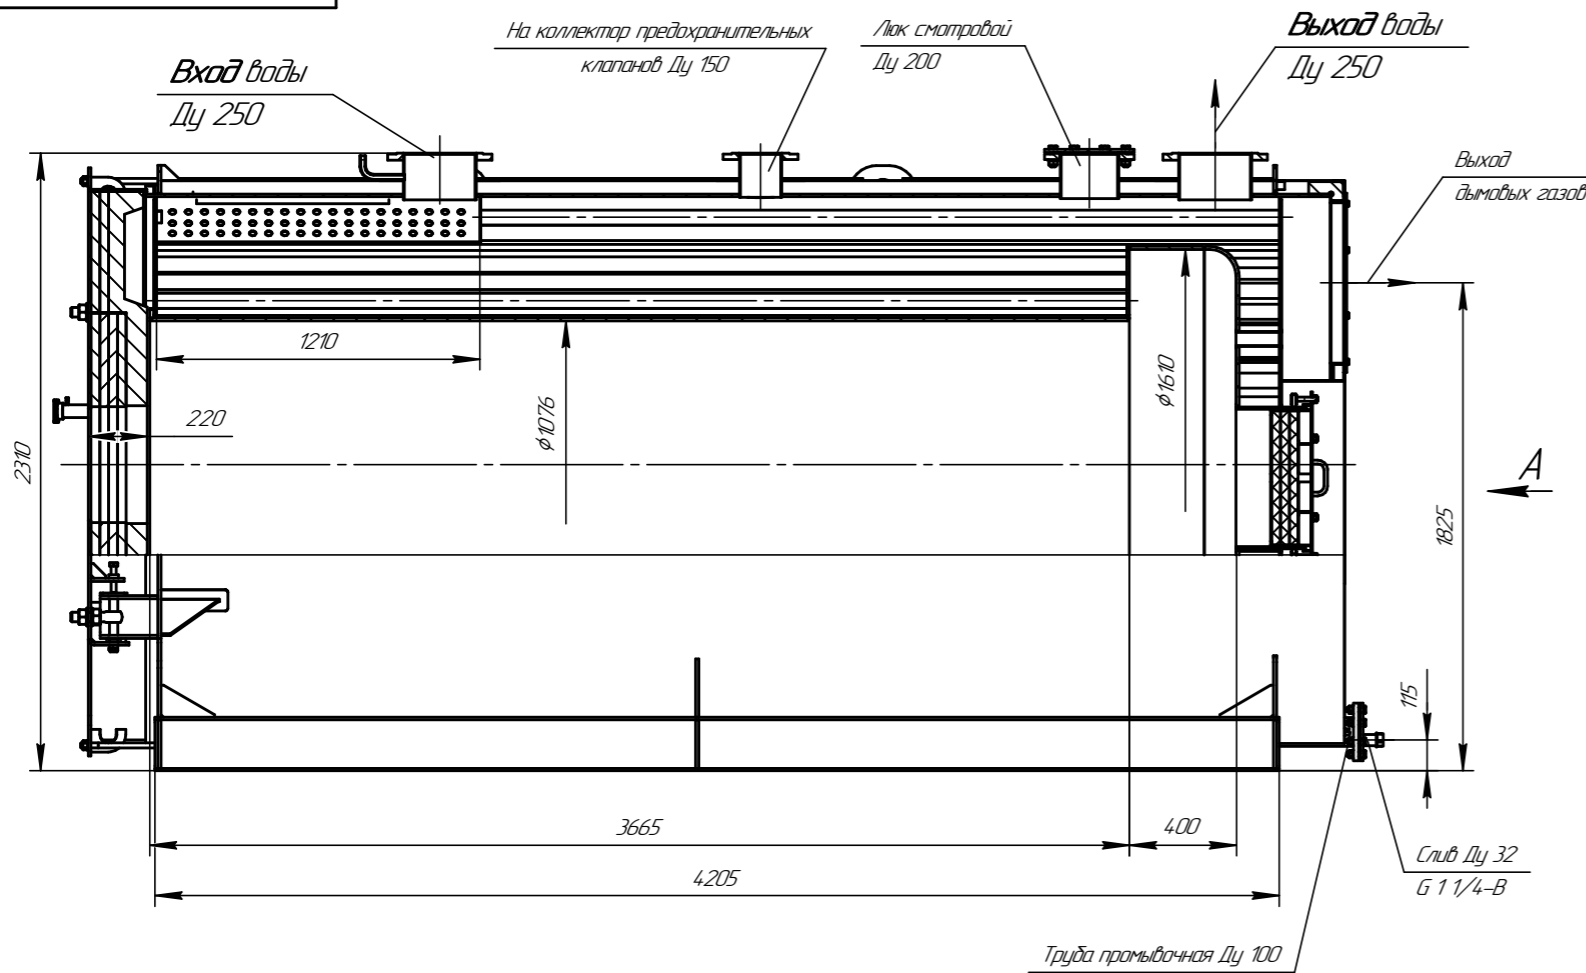 На коллектор предохранительных
клапанов Ду 150
Люк смотровой
Ду 200
Выход воды
Ду 250
Вход воды
Ду 250
Выход
дымовых газов
1210
220
2310
ϕ1076
ϕ1610
А
1825
115
3665
400
4205
Слив Ду 32
G 1 1/4-В
Труба промывочная Ду 100